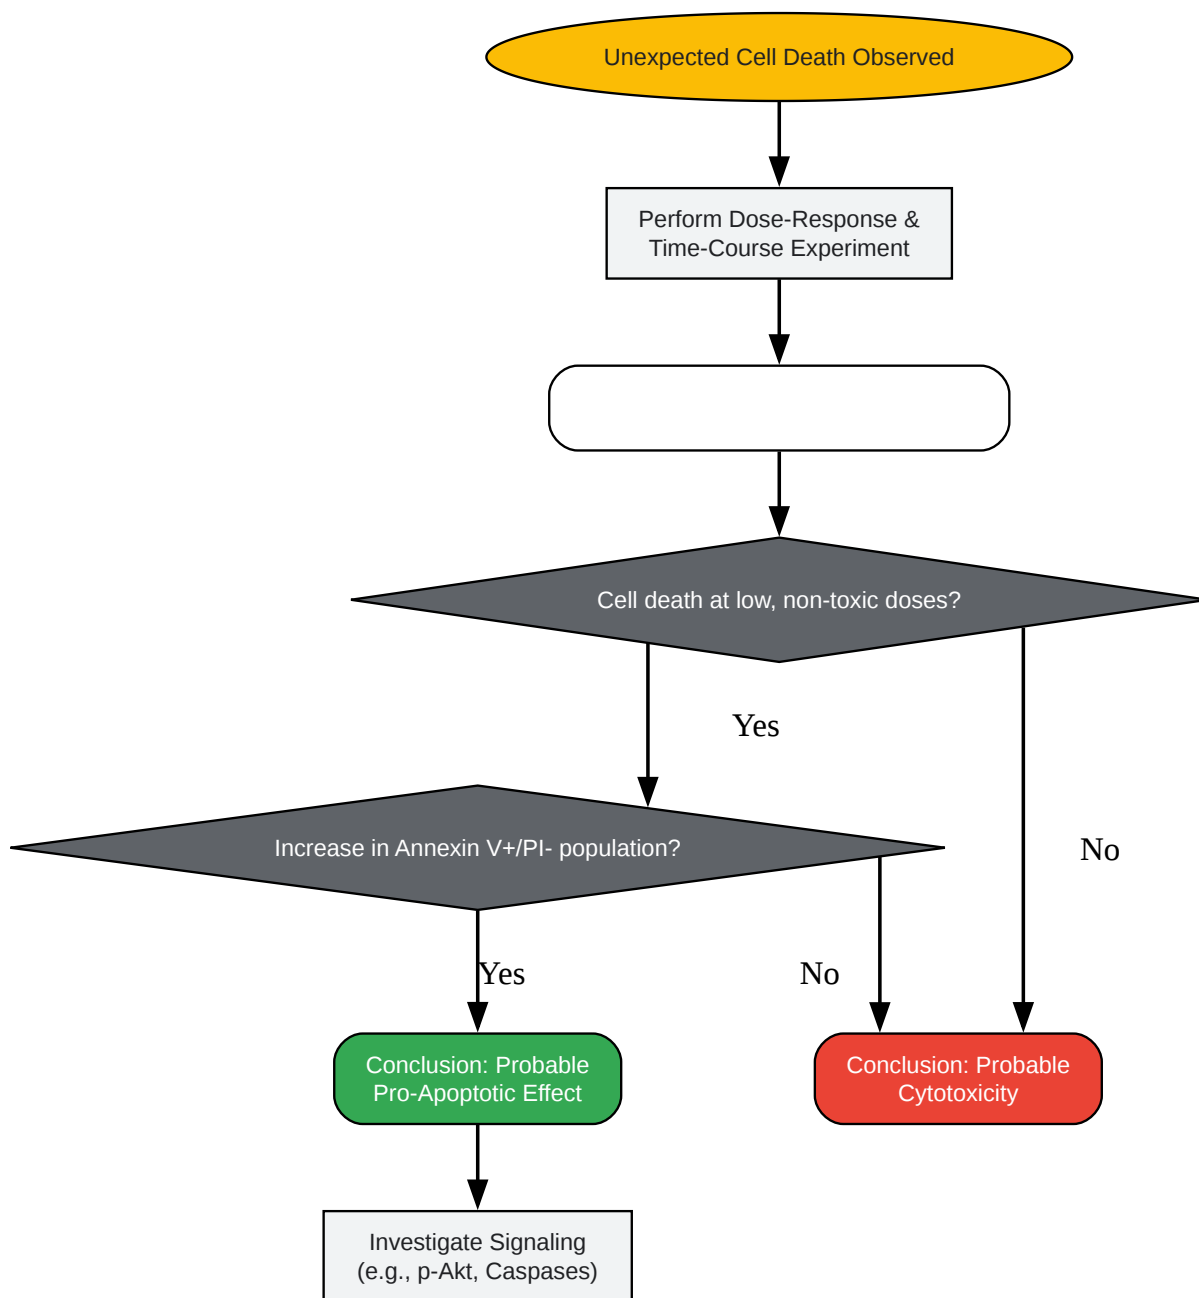 Unexpected Cell Death Observed
Perform Dose-Response &
Time-Course Experiment
Cell death at low, non-toxic doses?
Yes
Increase in Annexin V+/PI- population?
No
Yes
No
Conclusion: Probable
Pro-Apoptotic Effect
Conclusion: Probable
Cytotoxicity
Investigate Signaling
(e.g., p-Akt, Caspases)